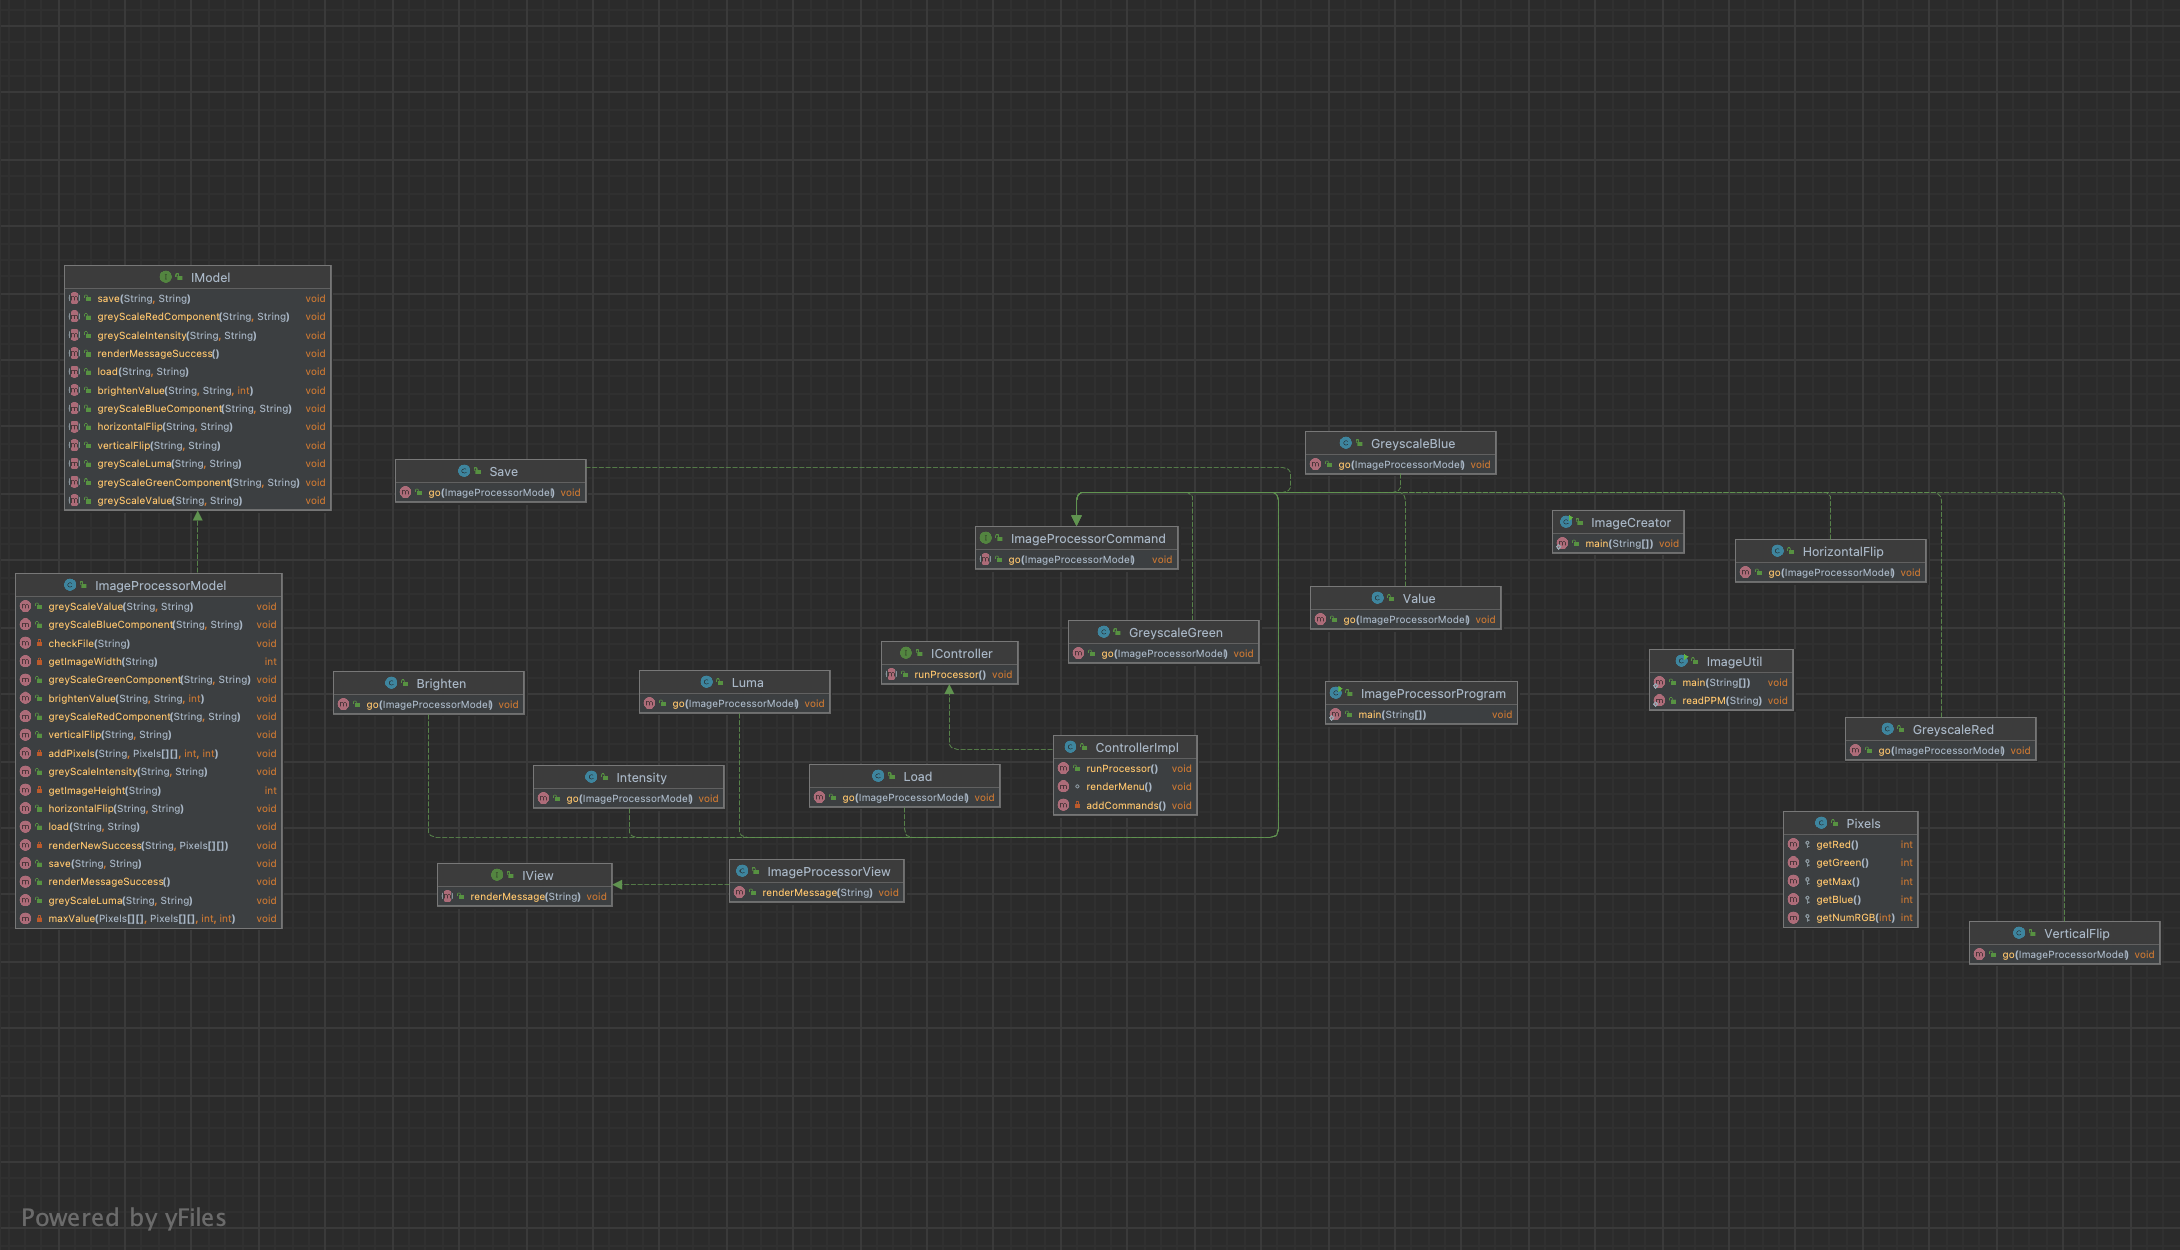 IModel
save(String, String) void
greyScaleRedComponent(String, String) void
greyScaleIntensity(String, String) void
renderMessageSuccess() void
load(String, String) void
brightenValue(String, String, int) void
greyScaleBlueComponent(String, String) void
horizontalFlip(String, String) void
verticalFlip(String, String) void
greyScaleLuma(String, String) void
greyScaleGreenComponent(String, String) void
greyScaleValue(String, String) void
ImageProcessorModel
greyScaleValue(String, String) void
greyScaleBlueComponent(String, String) void
checkFile(String) void
getImageWidth(String) int
greyScaleGreenComponent(String, String) void
brightenValue(String, String, int) void
greyScaleRedComponent(String, String) void
verticalFlip(String, String) void
addPixels(String, Pixels[][], int, int) void
greyScaleIntensity(String, String) void
getImageHeight(String) int
horizontalFlip(String, String) void
load(String, String) void
renderNewSuccess(String, Pixels[][]) void
save(String, String) void
renderMessageSuccess() void
greyScaleLuma(String, String) void
maxValue(Pixels[][], Pixels[][], int, int) void
Save
go(ImageProcessorModel) void
Brighten
go(ImageProcessorModel) void
Intensity
go(ImageProcessorModel) void
Luma
go(ImageProcessorModel) void
Load
go(ImageProcessorModel) void
IView
renderMessage(String) void
ImageProcessorView
renderMessage(String) void
IController
runProcessor() void
ControllerImpl
runProcessor() void
renderMenu() void
addCommands() void
ImageProcessorCommand
go(ImageProcessorModel) void
GreyscaleGreen
go(ImageProcessorModel) void
GreyscaleBlue
go(ImageProcessorModel) void
Value
go(ImageProcessorModel) void
ImageProcessorProgram
main(String[]) void
ImageCreator
main(String[]) void
HorizontalFlip
go(ImageProcessorModel) void
ImageUtil
main(String[]) void
readPPM(String) void
GreyscaleRed
go(ImageProcessorModel) void
Pixels
getRed() int
getGreen() int
getMax() int
getBlue() int
getNumRGB(int) int
VerticalFlip
go(ImageProcessorModel) void
Powered by yFiles